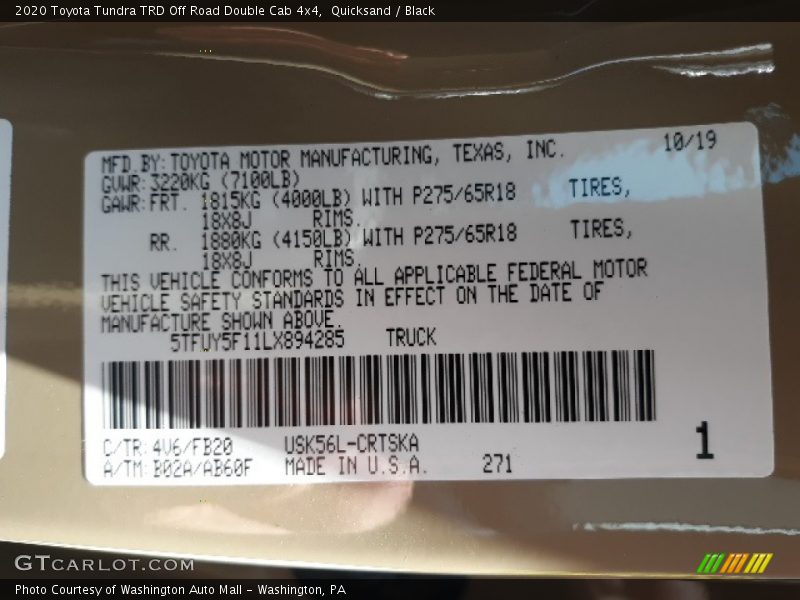 2020 Toyota Tundra TRD Off Road Double Cab 4x4,  Quicksand / Black
MFD BY: TOYOTA MOTOR MANUFACTURING, TEXAS, INC. 10/19
GVWR: 3220KG (7100LB)
GAWR: FRT. 1815KG (4000LB) WITH P275/65R18 TIRES,
18X8J RIMS.
RR. 1880KG (4150LB) WITH P275/65R18 TIRES,
18X8J RIMS.
THIS VEHICLE CONFORMS TO ALL APPLICABLE FEDERAL MOTOR
VEHICLE SAFETY STANDARDS IN EFFECT ON THE DATE OF
MANUFACTURE SHOWN ABOVE.
5TFUY5F11LX894285 TRUCK
C/TR: 4V6/FB20 USK56L-CRTSKA
A/TM: B02A/AB60F MADE IN U.S.A. 271
1
GTCARLOT.COM
Photo Courtesy of Washington Auto Mall - Washington, PA